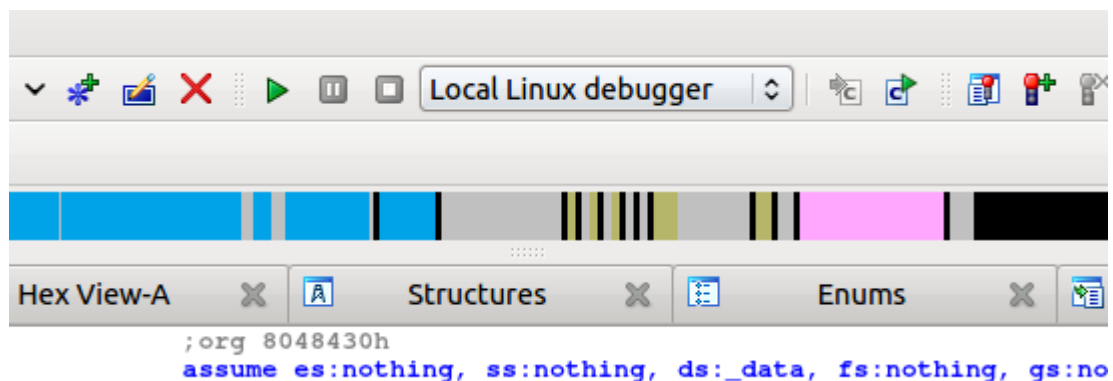 Local Linux debugger
Hex View-A Structures Enums
;org 8048430h
assume es:nothing, ss:nothing, ds:_data, fs:nothing, gs:no